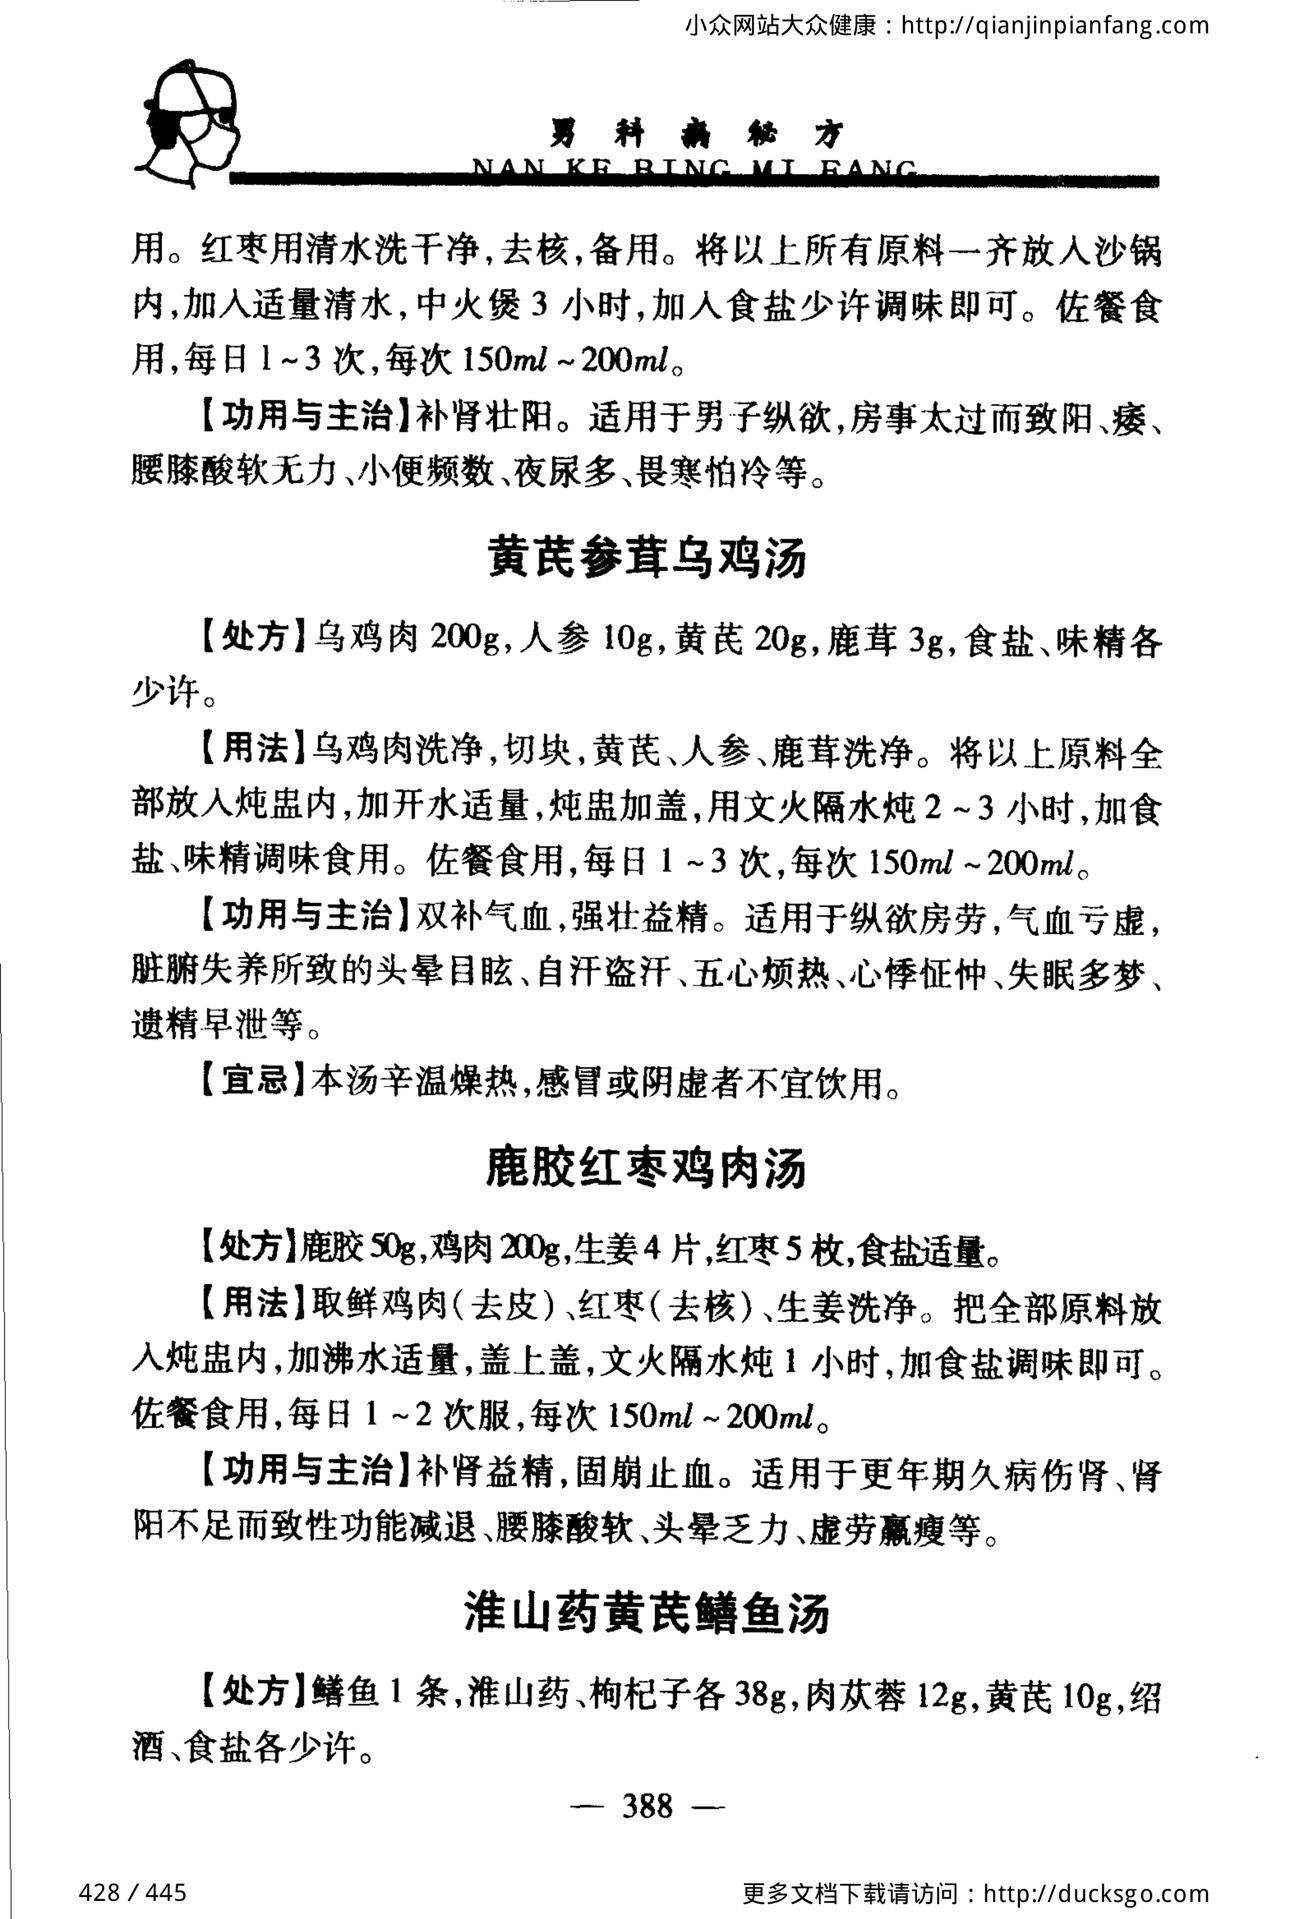 小众网站大众健康：http://qianjinpianfang.com
男科病秘方
NAN KE BING MI FANG
用。红枣用清水洗干净，去核，备用。将以上所有原料一齐放入沙锅
内，加入适量清水，中火煲 3 小时，加入食盐少许调味即可。佐餐食
用，每日 1～3 次，每次 150ml～200ml。
【功用与主治】补肾壮阳。适用于男子纵欲，房事太过而致阳、痿、
腰膝酸软无力、小便频数、夜尿多、畏寒怕冷等。
黄芪参茸乌鸡汤
【处方】乌鸡肉 200g，人参 10g，黄芪 20g，鹿茸 3g，食盐、味精各
少许。
【用法】乌鸡肉洗净，切块，黄芪、人参、鹿茸洗净。将以上原料全
部放入炖盅内，加开水适量，炖盅加盖，用文火隔水炖 2～3 小时，加食
盐、味精调味食用。佐餐食用，每日 1～3 次，每次 150ml～200ml。
【功用与主治】双补气血，强壮益精。适用于纵欲房劳，气血亏虚，
脏腑失养所致的头晕目眩、自汗盗汗、五心烦热、心悸怔忡、失眠多梦、
遗精早泄等。
【宜忌】本汤辛温燥热，感冒或阴虚者不宜饮用。
鹿胶红枣鸡肉汤
【处方】鹿胶 50g，鸡肉 200g，生姜 4 片，红枣 5 枚，食盐适量。
【用法】取鲜鸡肉（去皮）、红枣（去核）、生姜洗净。把全部原料放
入炖盅内，加沸水适量，盖上盖，文火隔水炖 1 小时，加食盐调味即可。
佐餐食用，每日 1～2 次服，每次 150ml～200ml。
【功用与主治】补肾益精，固崩止血。适用于更年期久病伤肾、肾
阳不足而致性功能减退、腰膝酸软、头晕乏力、虚劳羸瘦等。
淮山药黄芪鳝鱼汤
【处方】鳝鱼 1 条，淮山药、枸杞子各 38g，肉苁蓉 12g，黄芪 10g，绍
酒、食盐各少许。
— 388 —
428 / 445
更多文档下载请访问：http://ducksgo.com